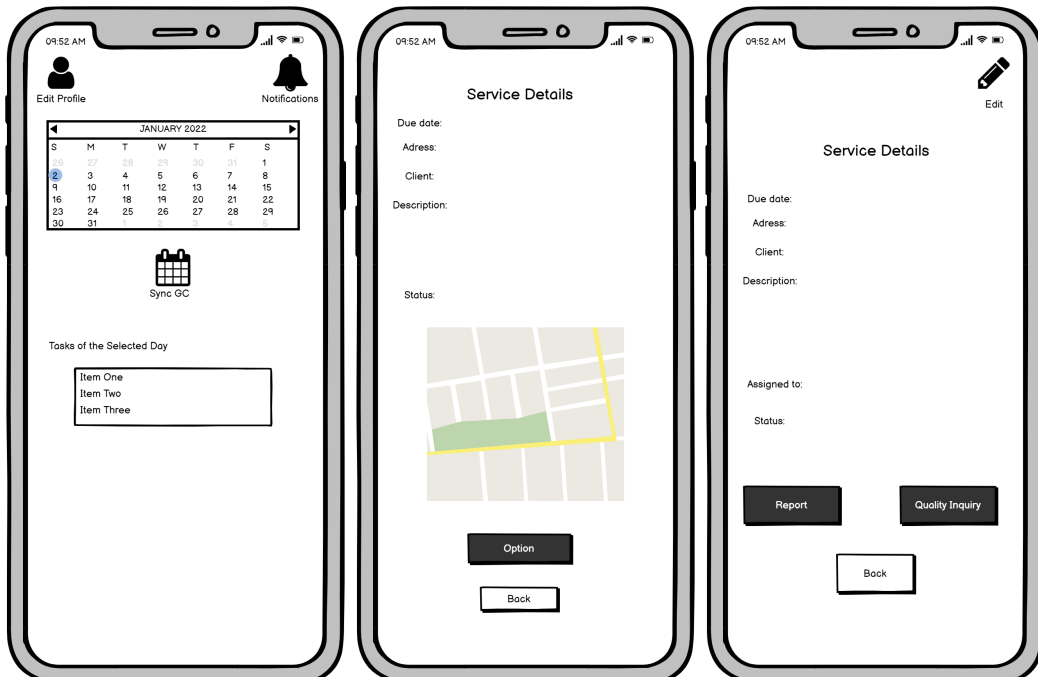 09:52 AM
Edit Profile
Notifications
JANUARY 2022
S M T W T F S
26 27 28 29 30 31 1
2 3 4 5 6 7 8
9 10 11 12 13 14 15
16 17 18 19 20 21 22
23 24 25 26 27 28 29
30 31 1 2 3 4 5
Sync GC
Tasks of the Selected Day
Item One
Item Two
Item Three
09:52 AM
Service Details
Due date:
Adress:
Client:
Description:
Status:
Option
Back
09:52 AM
Edit
Service Details
Due date:
Adress:
Client:
Description:
Assigned to:
Status:
Report
Quality Inquiry
Back